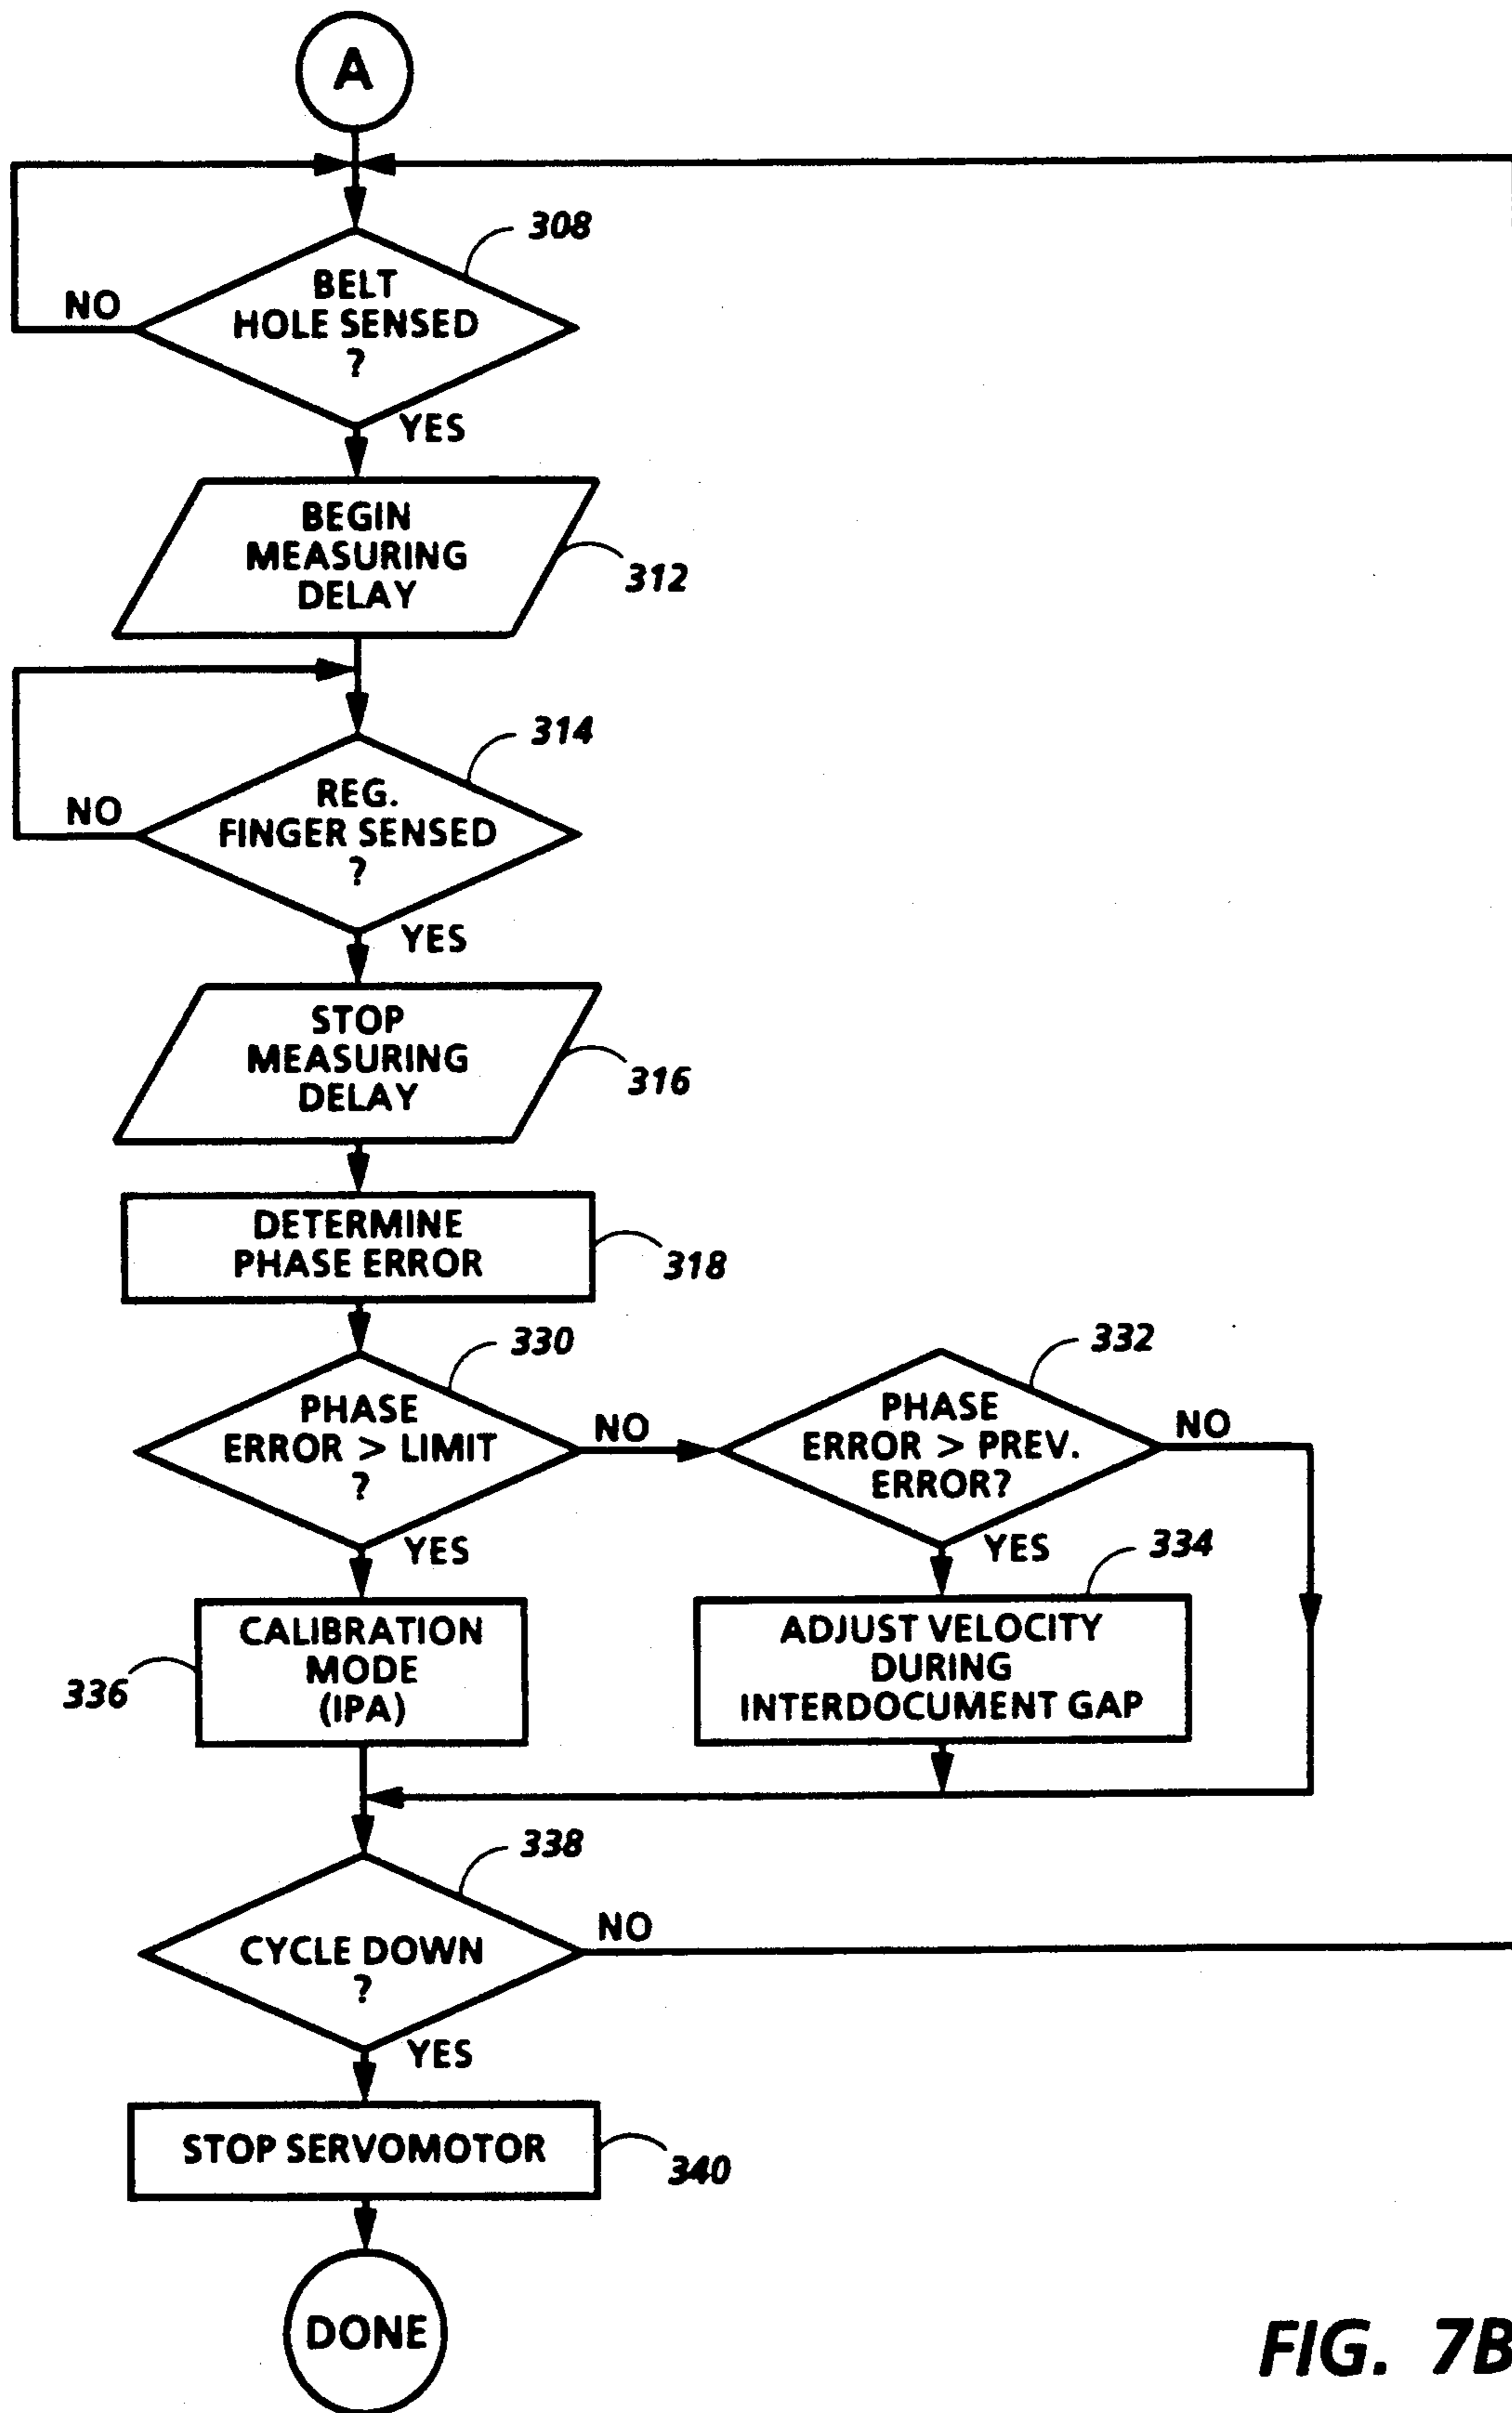 A
308
BELT
HOLE SENSED
?
NO
YES
BEGIN
MEASURING
DELAY
312
314
REG.
FINGER SENSED
?
NO
YES
STOP
MEASURING
DELAY
316
DETERMINE
PHASE ERROR
318
330
PHASE
ERROR > LIMIT
?
NO
YES
332
PHASE
ERROR > PREV.
ERROR?
NO
YES
334
CALIBRATION
MODE
(IPA)
336
ADJUST VELOCITY
DURING
INTERDOCUMENT GAP
338
CYCLE DOWN
?
NO
YES
STOP SERVOMOTOR
340
DONE
FIG. 7B